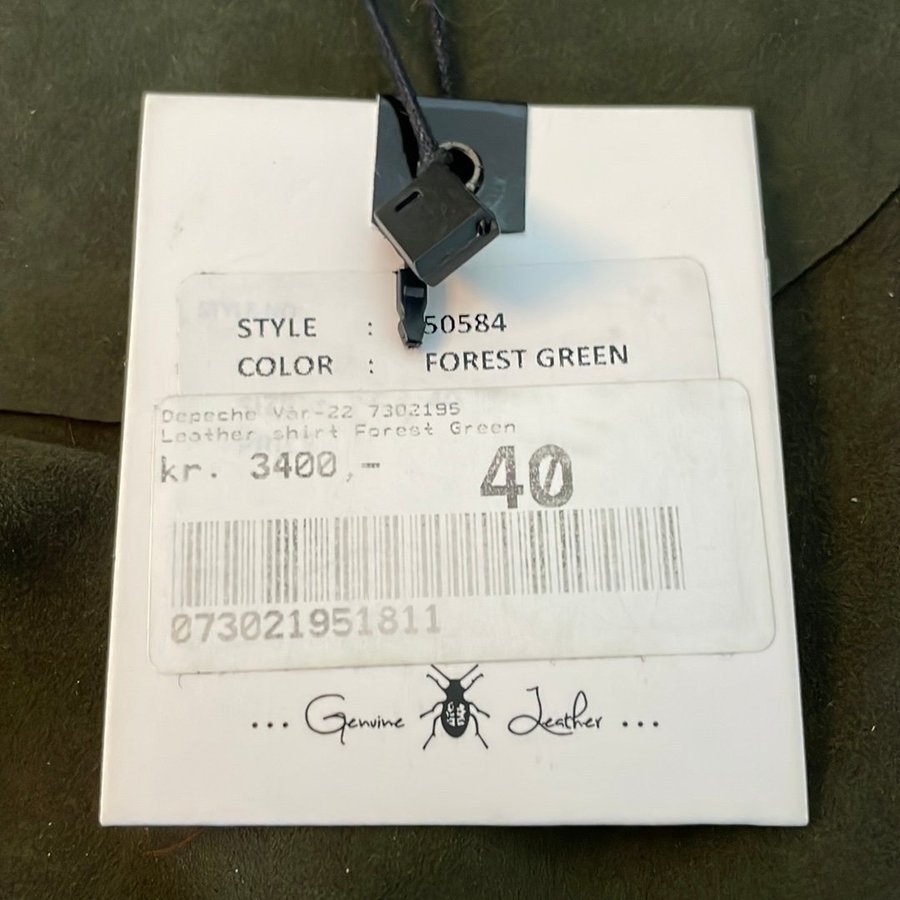 STYLE : 50584
COLOR : FOREST GREEN
Depeche Vår.-22 7302195
Leather shirt Forest Green
kr. 3400,-
40
073021951811
... Genuine Leather ...